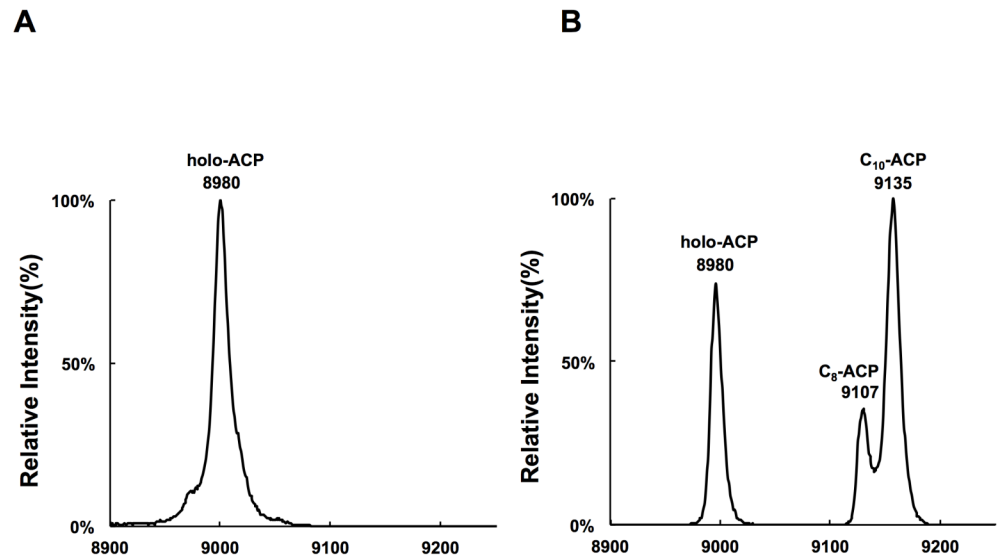 A
holo-ACP
8980
100%
50%
0%
Relative Intensity(%)
8900
9000
9100
9200
B
C₁₀-ACP
9135
holo-ACP
8980
C₈-ACP
9107
100%
50%
0%
Relative Intensity(%)
8900
9000
9100
9200